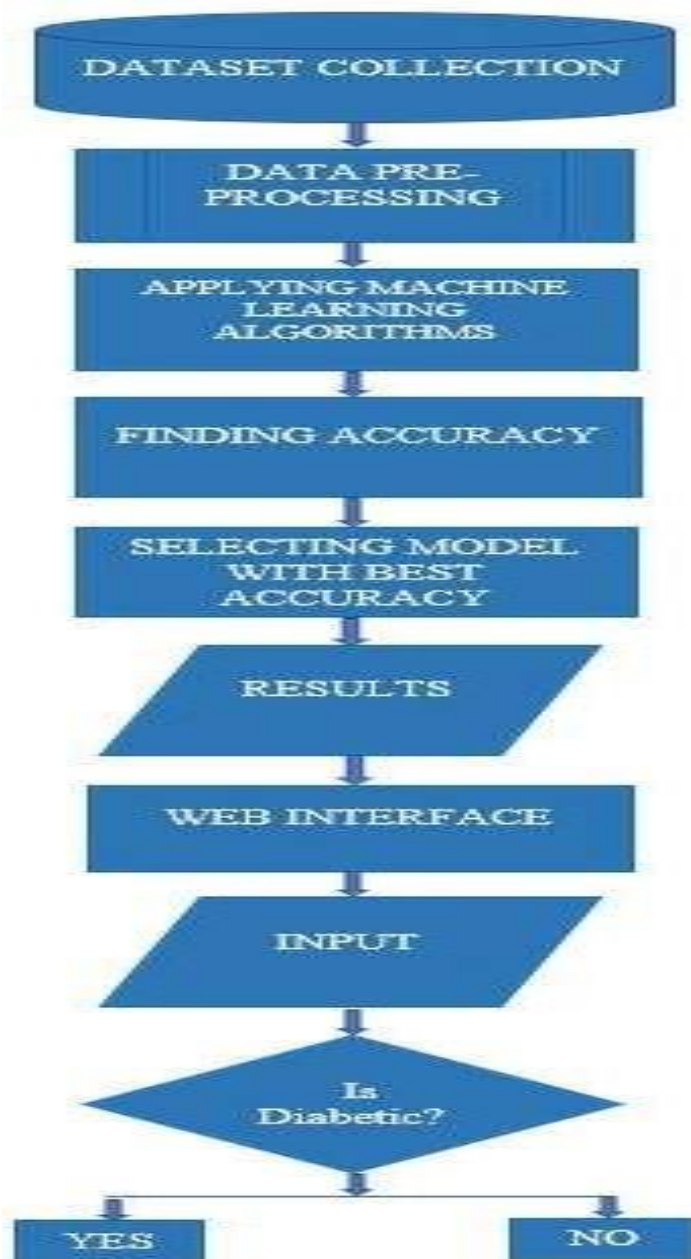 DATASET COLLECTION
DATA PRE-
PROCESSING
APPLYING MACHINE
LEARNING
ALGORITHMS
FINDING ACCURACY
SELECTING MODEL
WITH BEST
ACCURACY
RESULTS
WEB INTERFACE
INPUT
Is
Diabetic?
YES
NO